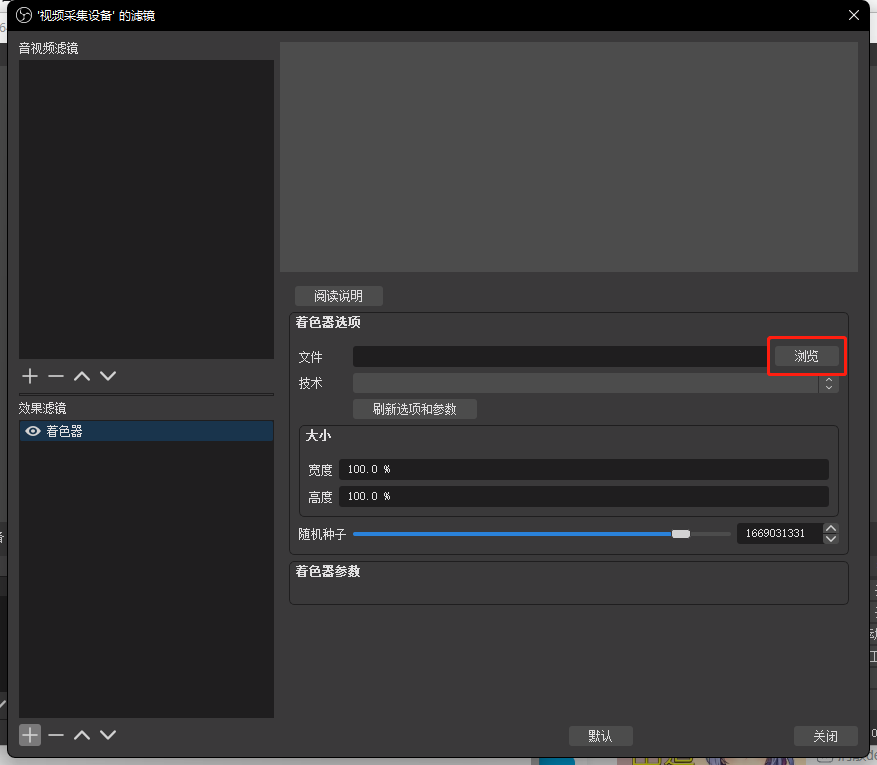 '视频采集设备' 的滤镜
音视频滤镜
阅读说明
着色器选项
文件
浏览
技术
刷新选项和参数
效果滤镜
着色器
大小
宽度 100.0 %
高度 100.0 %
随机种子 1669031331
着色器参数
默认
关闭